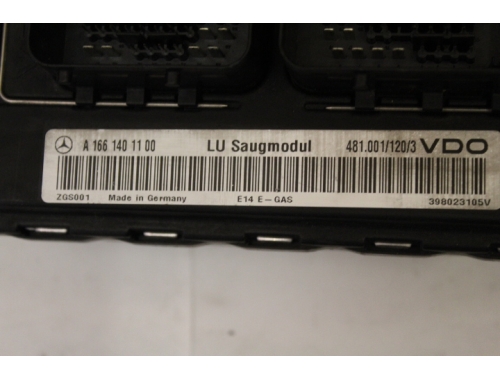 A 166 140 11 00 LU Saugmodul 481.001/120/3 VDO
ZGS001 Made in Germany E14 E-GAS 398023105V